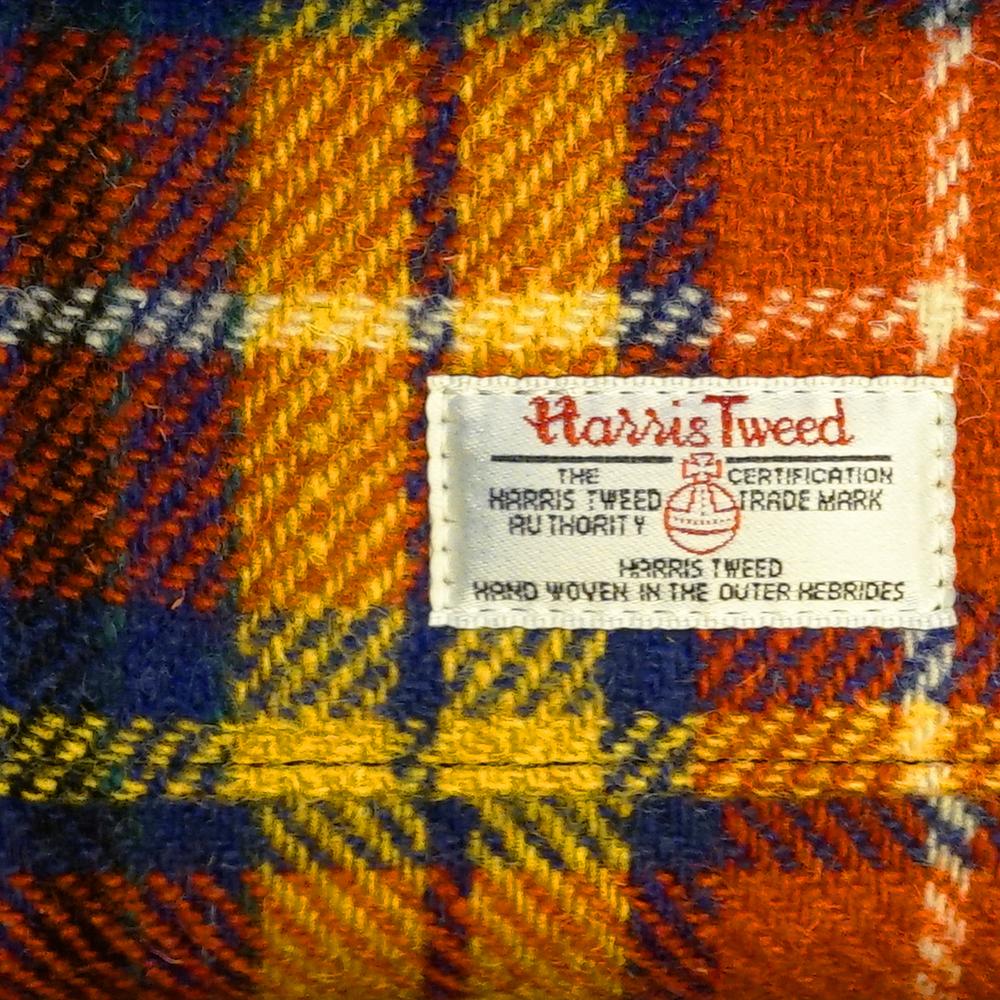 Harris Tweed
THE
HARRIS TWEED
AUTHORITY
CERTIFICATION
TRADE MARK
HARRIS TWEED
HAND WOVEN IN THE OUTER HEBRIDES